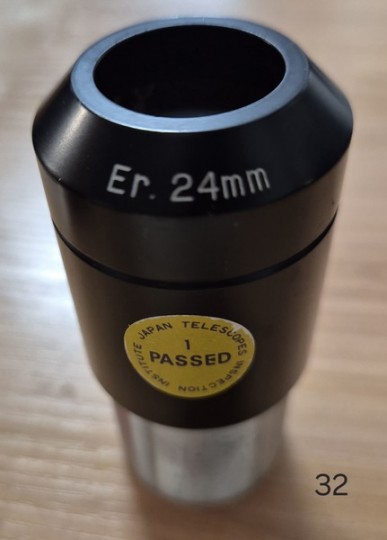 Er. 24mm
JAPAN TELESCOPES INSPECTION INSTITUTE
1
PASSED
32